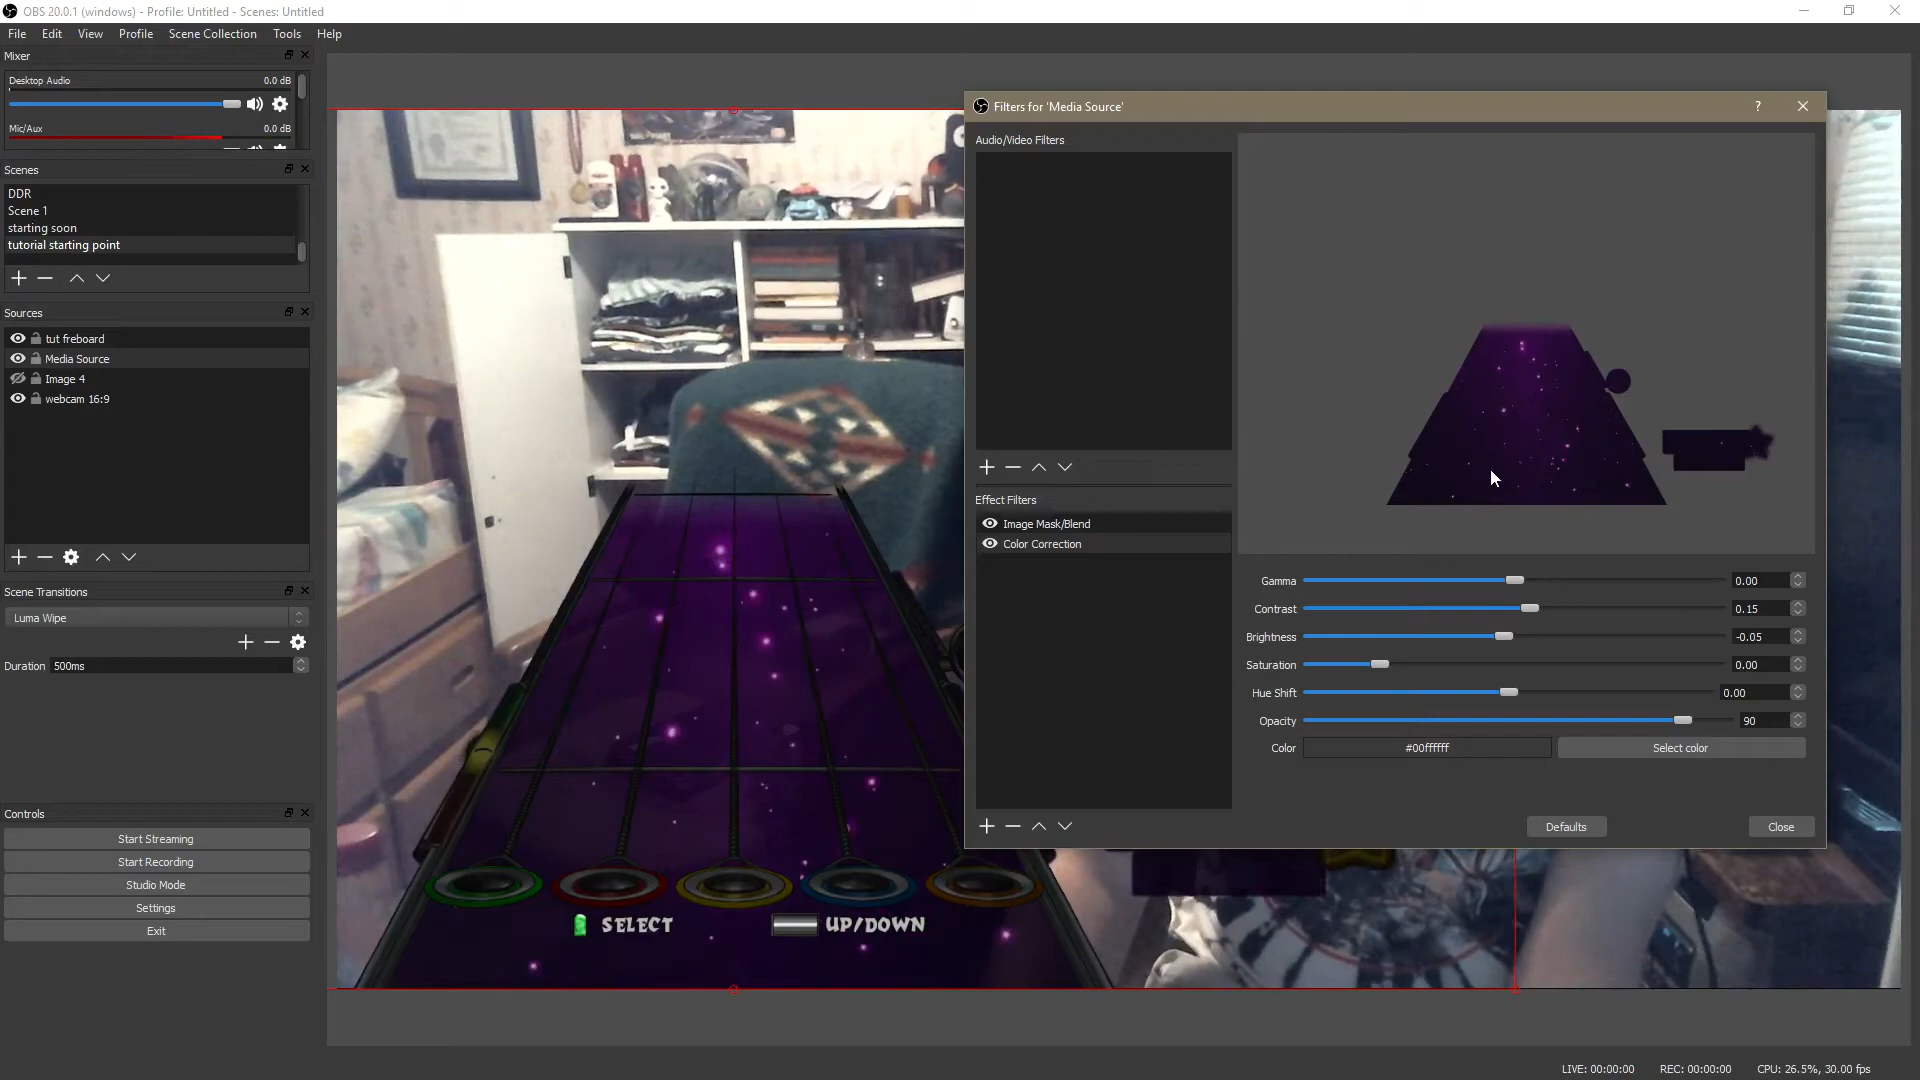 OBS 20.0.1 (windows) - Profile: Untitled - Scenes: Untitled
File Edit View Profile Scene Collection Tools Help
Mixer
Desktop Audio 0.0 dB
Mic/Aux 0.0 dB
Scenes
DDR
Scene 1
starting soon
tutorial starting point
Sources
tut freboard
Media Source
Image 4
webcam 16:9
Scene Transitions
Luma Wipe
Duration 500ms
Controls
Start Streaming
Start Recording
Studio Mode
Settings
Exit
SELECT UP/DOWN
Filters for 'Media Source' ?
Audio/Video Filters
Effect Filters
Image Mask/Blend
Color Correction
Gamma 0.00
Contrast 0.15
Brightness -0.05
Saturation 0.00
Hue Shift 0.00
Opacity 90
Color #00ffffff Select color
Defaults Close
LIVE: 00:00:00 REC: 00:00:00 CPU: 26.5%, 30.00 fps